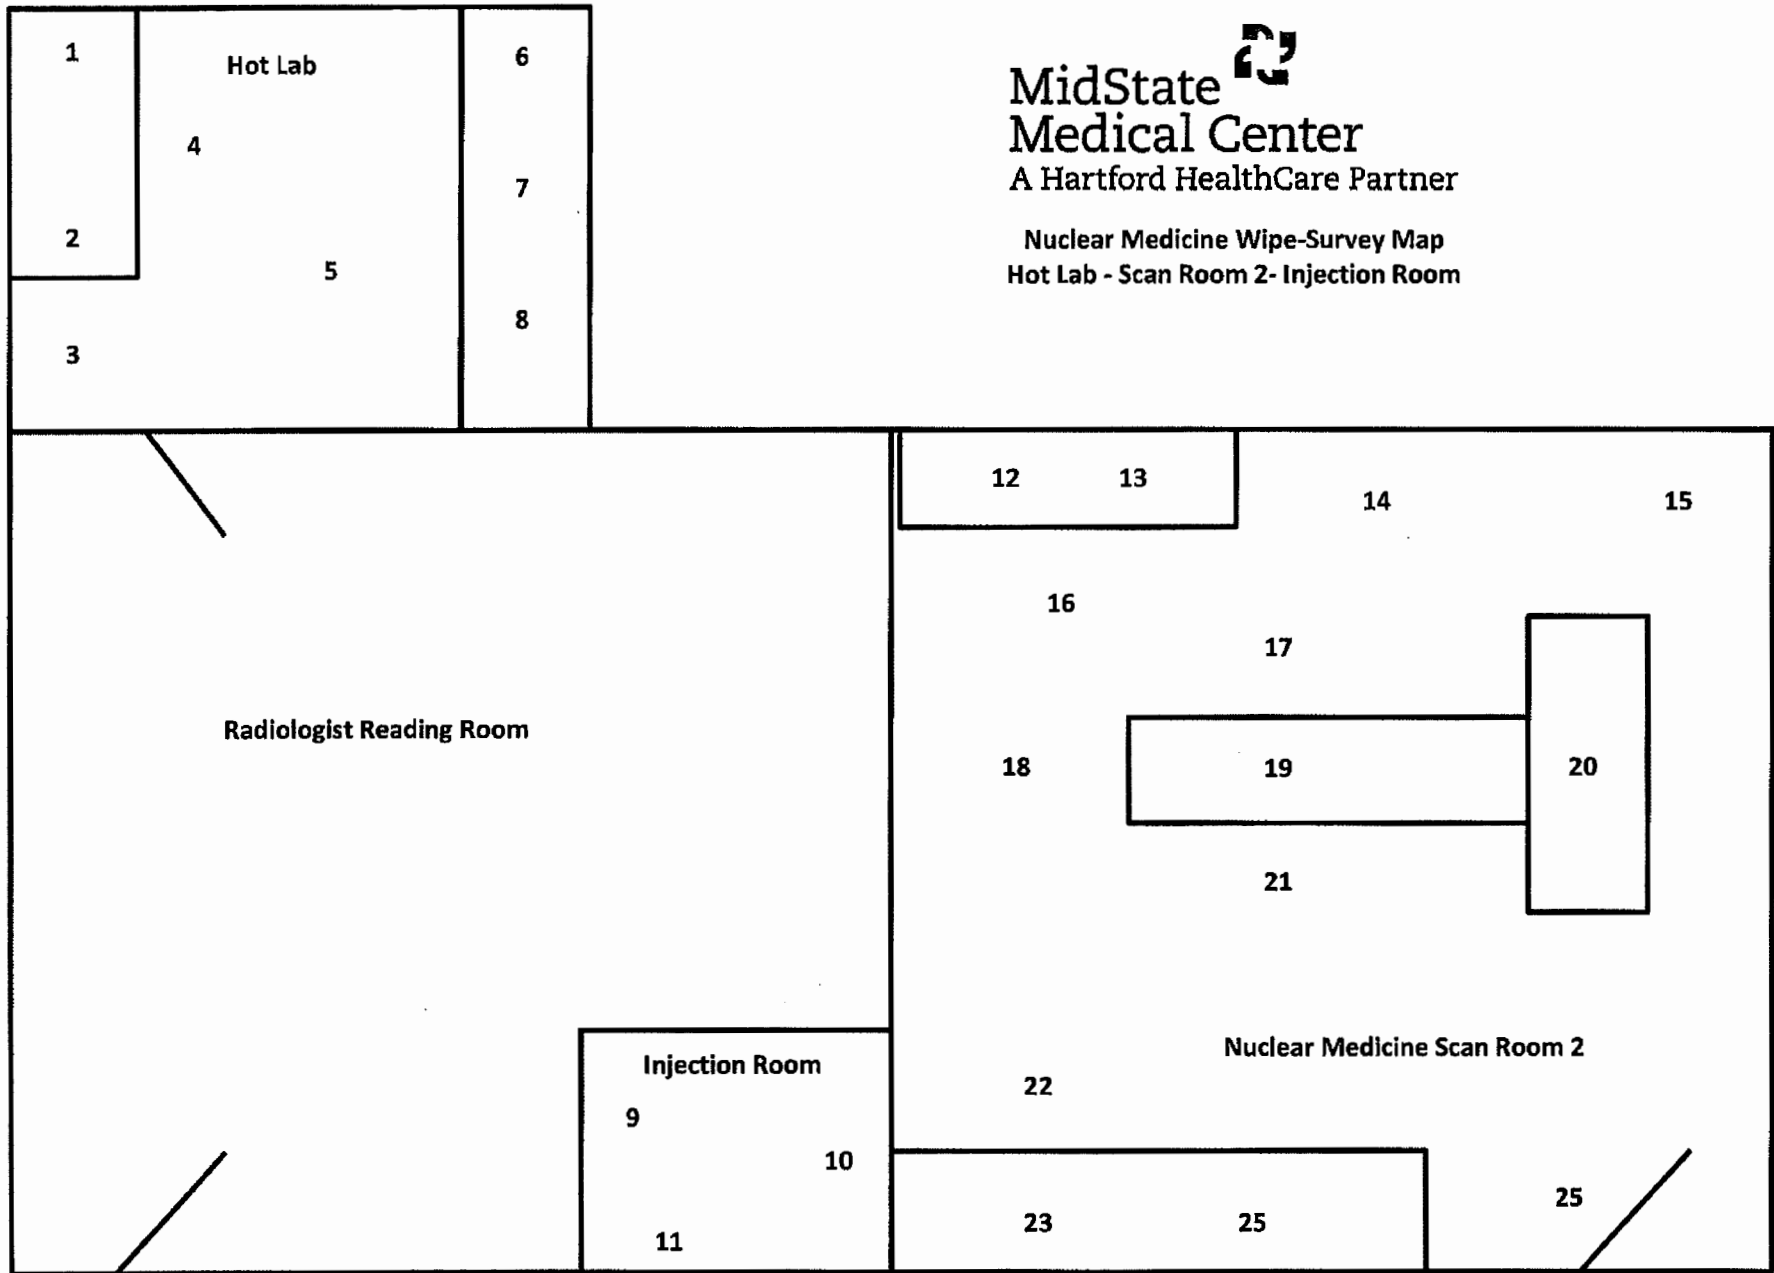 1
Hot Lab
6
4
7
2
5
8
3
MidState
Medical Center
A Hartford HealthCare Partner
Nuclear Medicine Wipe-Survey Map
Hot Lab - Scan Room 2- Injection Room
12 13
14
15
16
17
Radiologist Reading Room
18
19
20
21
Injection Room
9
10
11
Nuclear Medicine Scan Room 2
22
23
25
25